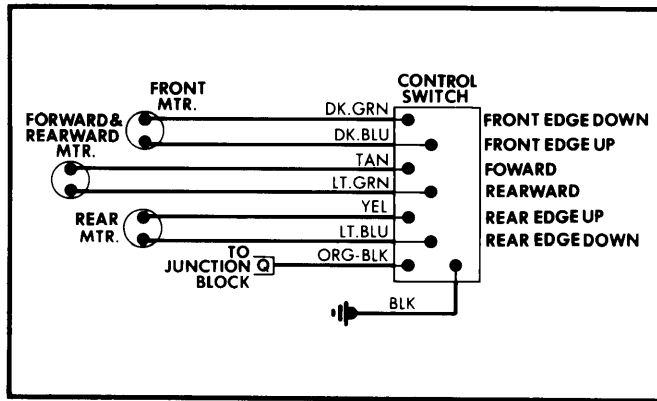 FRONT
MTR.
FORWARD &
REARWARD
MTR.
REAR
MTR.
TO
JUNCTION
BLOCK
Q
DK.GRN
DK.BLU
TAN
LT.GRN
YEL
LT.BLU
ORG-BLK
BLK
CONTROL
SWITCH
FRONT EDGE DOWN
FRONT EDGE UP
FOWARD
REARWARD
REAR EDGE UP
REAR EDGE DOWN